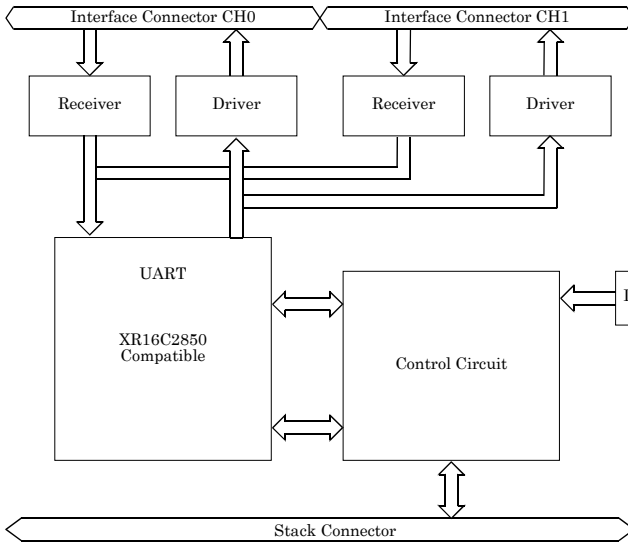 Interface Connector CH0
Interface Connector CH1
Receiver
Driver
Receiver
Driver
UART
XR16C2850
Compatible
Control Circuit
Stack Connector